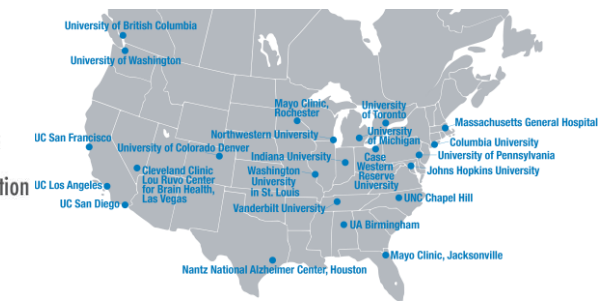 University of British Columbia
University of Washington
Mayo Clinic,
Rochester
University
of Toronto
Massachusetts General Hospital
UC San Francisco
Northwestern University
University
of Michigan
Columbia University
University of Colorado Denver
Indiana University
Case
Western
Reserve
University
University of Pennsylvania
Cleveland Clinic
Lou Ruvo Center
for Brain Health,
Las Vegas
Washington
University
in St. Louis
Johns Hopkins University
tion
UC Los Angeles
UC San Diego
UNC Chapel Hill
Vanderbilt University
UA Birmingham
Mayo Clinic, Jacksonville
Nantz National Alzheimer Center, Houston